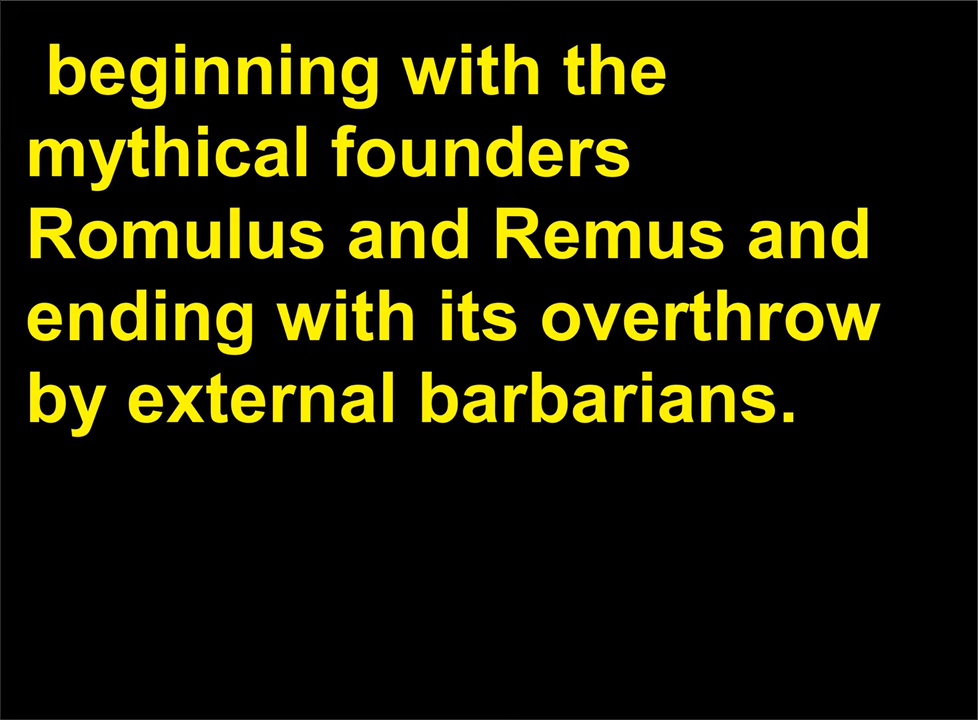 beginning with the
mythical founders
Romulus and Remus and
ending with its overthrow
by external barbarians.